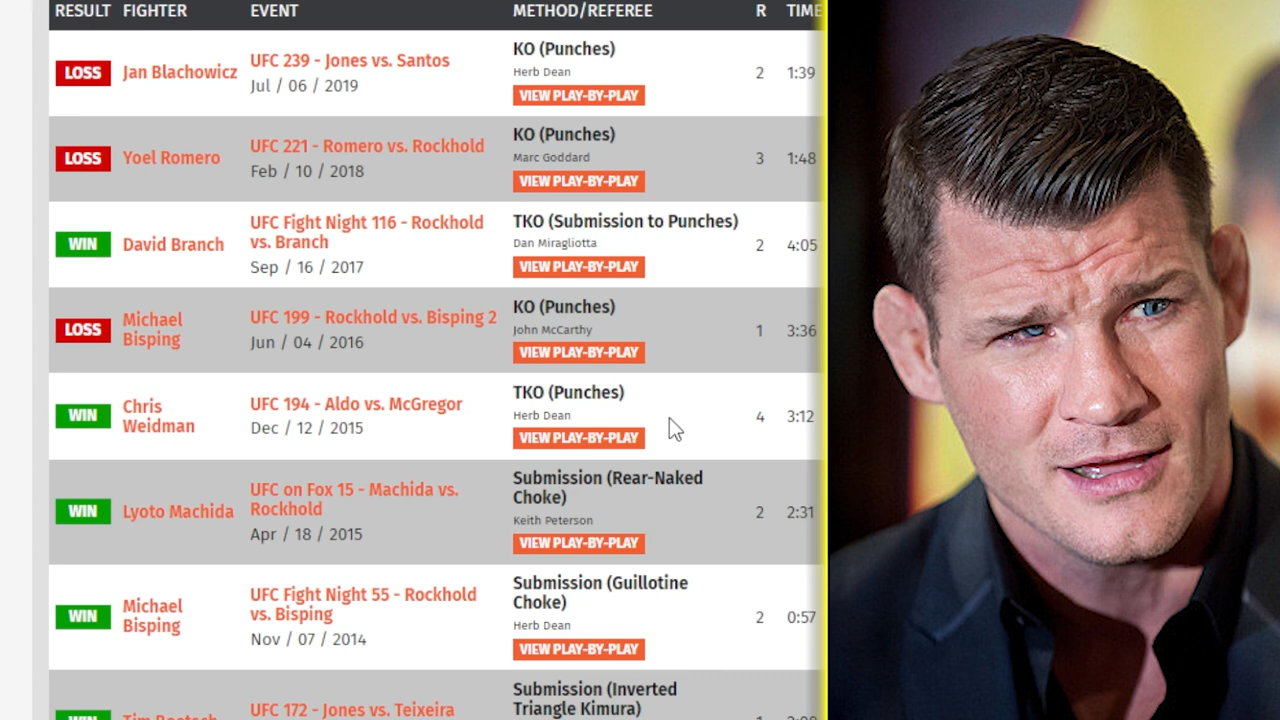 RESULT FIGHTER EVENT METHOD/REFEREE R TIME
LOSS Jan Blachowicz UFC 239 - Jones vs. Santos KO (Punches) 2 1:39
Jul / 06 / 2019 Herb Dean
VIEW PLAY-BY-PLAY
LOSS Yoel Romero UFC 221 - Romero vs. Rockhold KO (Punches) 3 1:48
Feb / 10 / 2018 Marc Goddard
VIEW PLAY-BY-PLAY
WIN David Branch UFC Fight Night 116 - Rockhold TKO (Submission to Punches) 2 4:05
vs. Branch Dan Miragliotta
Sep / 16 / 2017 VIEW PLAY-BY-PLAY
LOSS Michael UFC 199 - Rockhold vs. Bisping 2 KO (Punches) 1 3:36
Bisping Jun / 04 / 2016 John McCarthy
VIEW PLAY-BY-PLAY
WIN Chris UFC 194 - Aldo vs. McGregor TKO (Punches) 4 3:12
Weidman Dec / 12 / 2015 Herb Dean
VIEW PLAY-BY-PLAY
WIN Lyoto Machida UFC on Fox 15 - Machida vs. Submission (Rear-Naked 2 2:31
Rockhold Choke)
Apr / 18 / 2015 Keith Peterson
VIEW PLAY-BY-PLAY
WIN Michael UFC Fight Night 55 - Rockhold Submission (Guillotine 2 0:57
Bisping vs. Bisping Choke)
Nov / 07 / 2014 Herb Dean
VIEW PLAY-BY-PLAY
UFC 172 - Jones vs. Teixeira Submission (Inverted
Triangle Kimura)